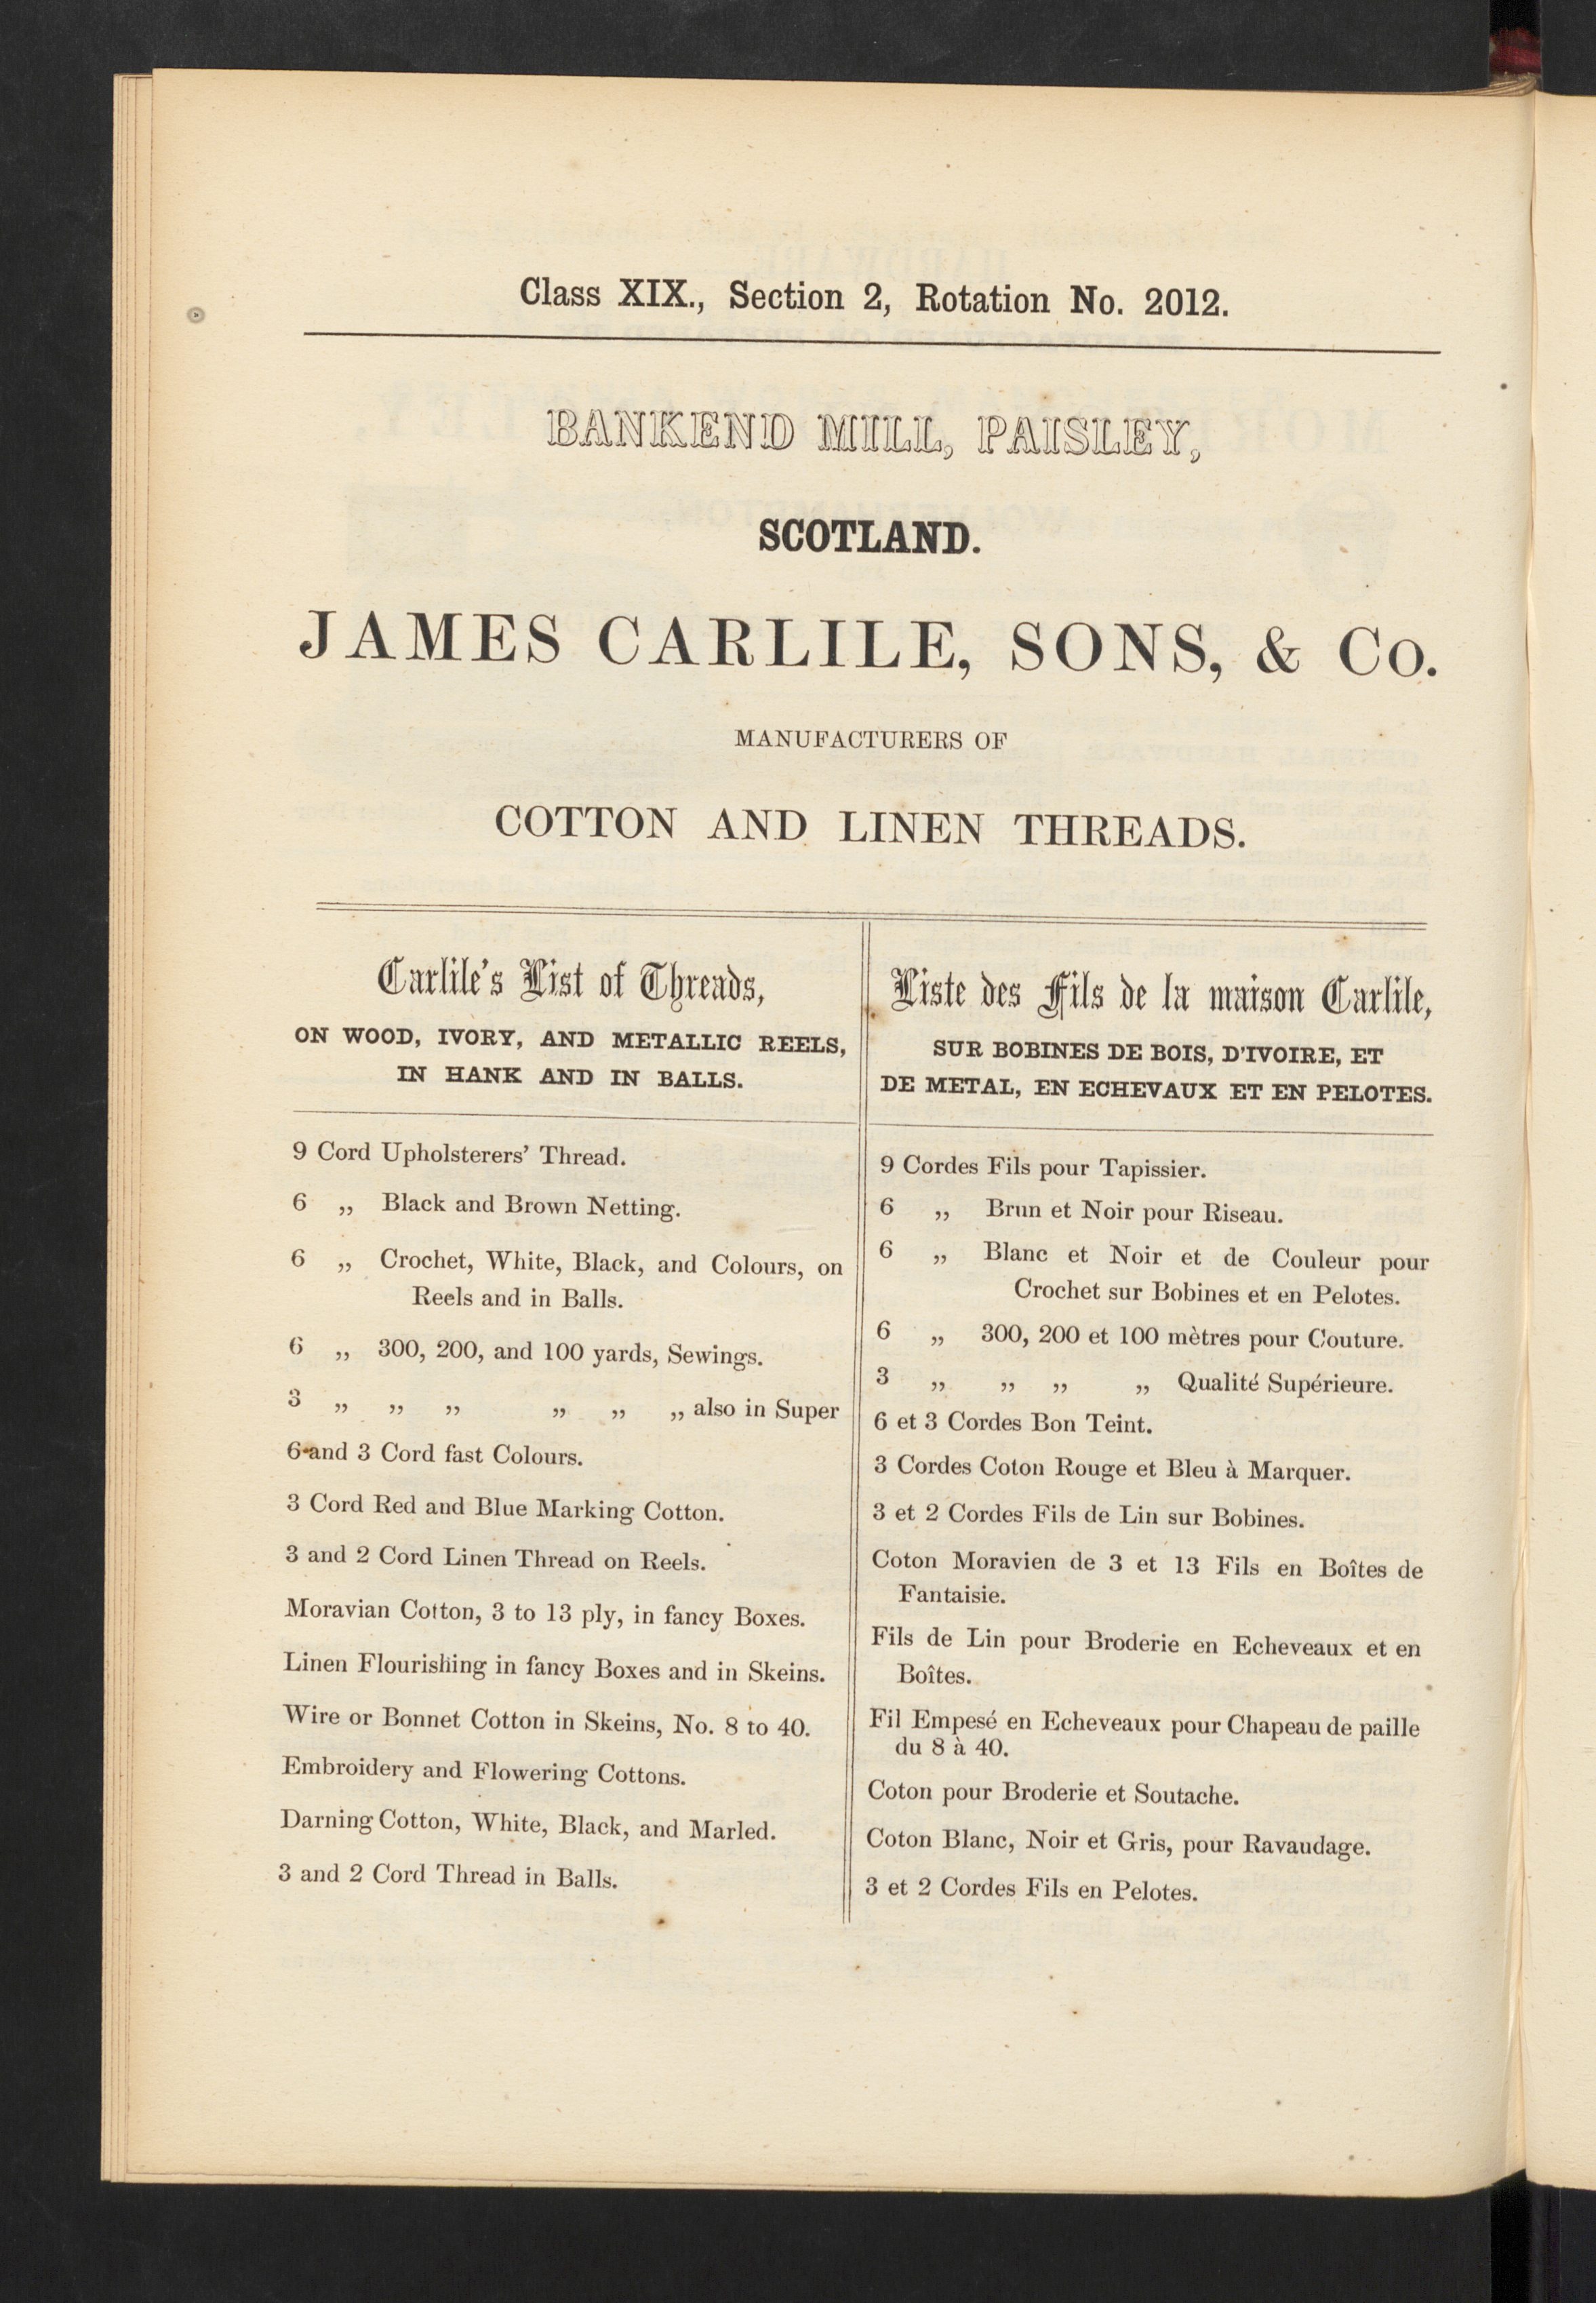 Class XIX., Section 2, Rotation No. 2012.
BANKEND MILL, PAISLEY,
SCOTLAND.
JAMES CARLILE, SONS, & Co.
MANUFACTURERS OF
COTTON AND LINEN THREADS.
Carlile's List of Threads,
ON WOOD, IVORY, AND METALLIC REELS,
IN HANK AND IN BALLS.
9 Cord Upholsterers' Thread.
6 „ Black and Brown Netting.
6 „ Crochet, White, Black, and Colours, on
Reels and in Balls.
6 „ 300, 200, and 100 yards, Sewings.
3 „ „ „ „ „ „ also in Super
6 and 3 Cord fast Colours.
3 Cord Red and Blue Marking Cotton.
3 and 2 Cord Linen Thread on Reels.
Moravian Cotton, 3 to 13 ply, in fancy Boxes.
Linen Flourishing in fancy Boxes and in Skeins.
Wire or Bonnet Cotton in Skeins, No. 8 to 40.
Embroidery and Flowering Cottons.
Darning Cotton, White, Black, and Marled.
3 and 2 Cord Thread in Balls.
Liste des Fils de la maison Carlile,
SUR BOBINES DE BOIS, D'IVOIRE, ET
DE METAL, EN ECHEVAUX ET EN PELOTES.
9 Cordes Fils pour Tapissier.
6 „ Brun et Noir pour Riseau.
6 „ Blanc et Noir et de Couleur pour
Crochet sur Bobines et en Pelotes.
6 „ 300, 200 et 100 mètres pour Couture.
3 „ „ „ „ Qualité Supérieure.
6 et 3 Cordes Bon Teint.
3 Cordes Coton Rouge et Bleu à Marquer.
3 et 2 Cordes Fils de Lin sur Bobines.
Coton Moravien de 3 et 13 Fils en Boîtes de
Fantaisie.
Fils de Lin pour Broderie en Echeveaux et en
Boîtes.
Fil Empesé en Echeveaux pour Chapeau de paille
du 8 à 40.
Coton pour Broderie et Soutache.
Coton Blanc, Noir et Gris, pour Ravaudage.
3 et 2 Cordes Fils en Pelotes.